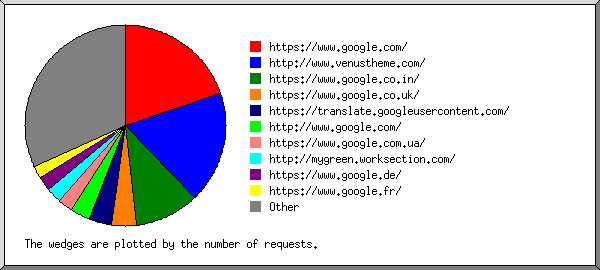 https://www.google.com/
http://www.venustheme.com/
https://www.google.co.in/
https://www.google.co.uk/
https://translate.googleusercontent.com/
http://www.google.com/
https://www.google.com.ua/
http://mygreen.worksection.com/
https://www.google.de/
https://www.google.fr/
Other
The wedges are plotted by the number of requests.